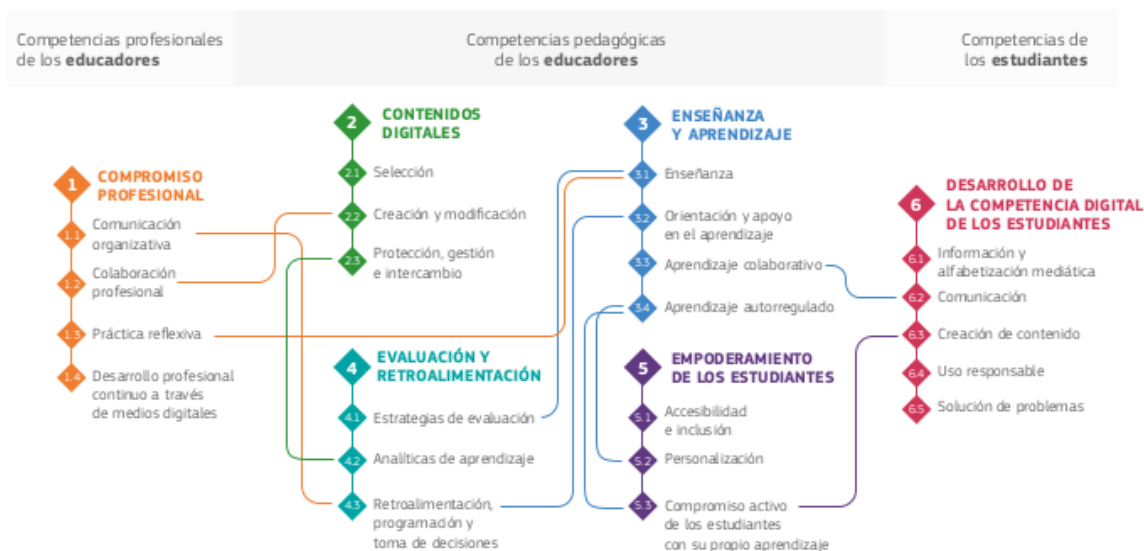 Competencias profesionales
de los educadores
Competencias pedagógicas
de los educadores
Competencias de
los estudiantes
1
COMPROMISO
PROFESIONAL
1.1
Comunicación
organizativa
1.2
Colaboración
profesional
1.3
Práctica reflexiva
1.4
Desarrollo profesional
continuo a través
de medios digitales
2
CONTENIDOS
DIGITALES
2.1
Selección
2.2
Creación y modificación
2.3
Protección, gestión
e intercambio
3
ENSEÑANZA
Y APRENDIZAJE
3.1
Enseñanza
3.2
Orientación y apoyo
en el aprendizaje
3.3
Aprendizaje colaborativo
3.4
Aprendizaje autorregulado
4
EVALUACIÓN Y
RETROALIMENTACIÓN
4.1
Estrategias de evaluación
4.2
Analíticas de aprendizaje
4.3
Retroalimentación,
programación y
toma de decisiones
5
EMPODERAMIENTO
DE LOS ESTUDIANTES
5.1
Accesibilidad
e inclusión
5.2
Personalización
5.3
Compromiso activo
de los estudiantes
con su propio aprendizaje
6
DESARROLLO DE
LA COMPETENCIA DIGITAL
DE LOS ESTUDIANTES
6.1
Información y
alfabetización mediática
6.2
Comunicación
6.3
Creación de contenido
6.4
Uso responsable
6.5
Solución de problemas